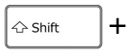 ⇧ Shift +